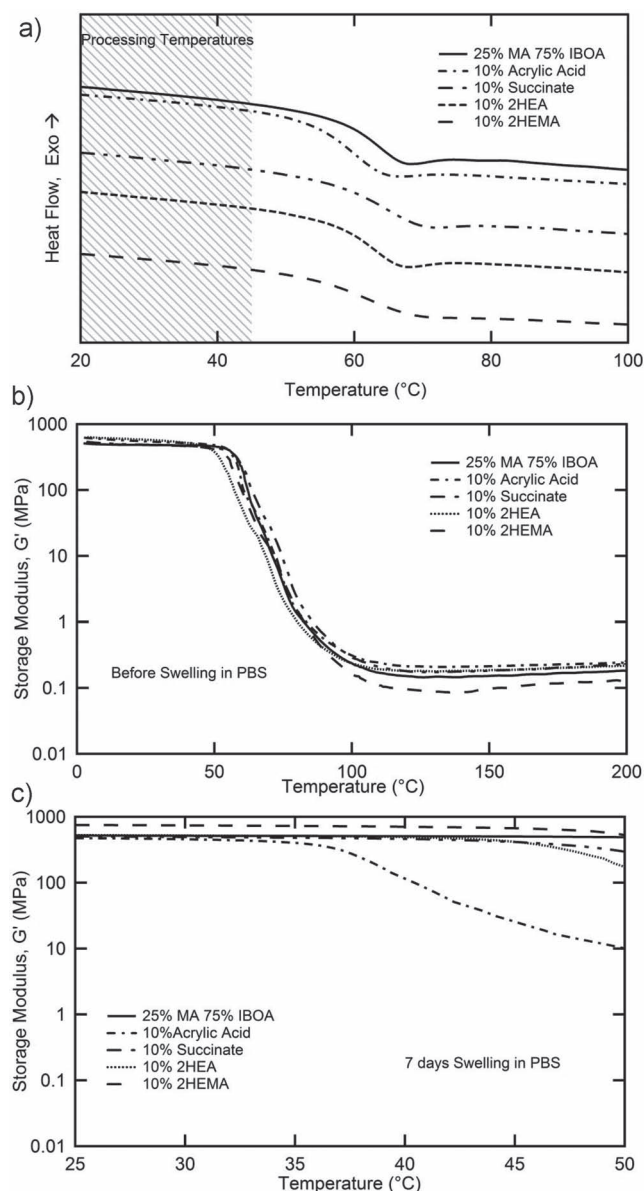 a)
Processing Temperatures
25% MA 75% IBOA
10% Acrylic Acid
10% Succinate
10% 2HEA
10% 2HEMA
Heat Flow, Exo →
20 40 60 80 100
Temperature (°C)
b)
1000
100
10
1
0.1
0.01
Storage Modulus, G' (MPa)
25% MA 75% IBOA
10% Acrylic Acid
10% Succinate
10% 2HEA
10% 2HEMA
Before Swelling in PBS
0 50 100 150 200
Temperature (°C)
c)
1000
100
10
1
0.1
0.01
Storage Modulus, G' (MPa)
25% MA 75% IBOA
10%Acrylic Acid
10% Succinate
10% 2HEA
10% 2HEMA
7 days Swelling in PBS
25 30 35 40 45 50
Temperature (°C)